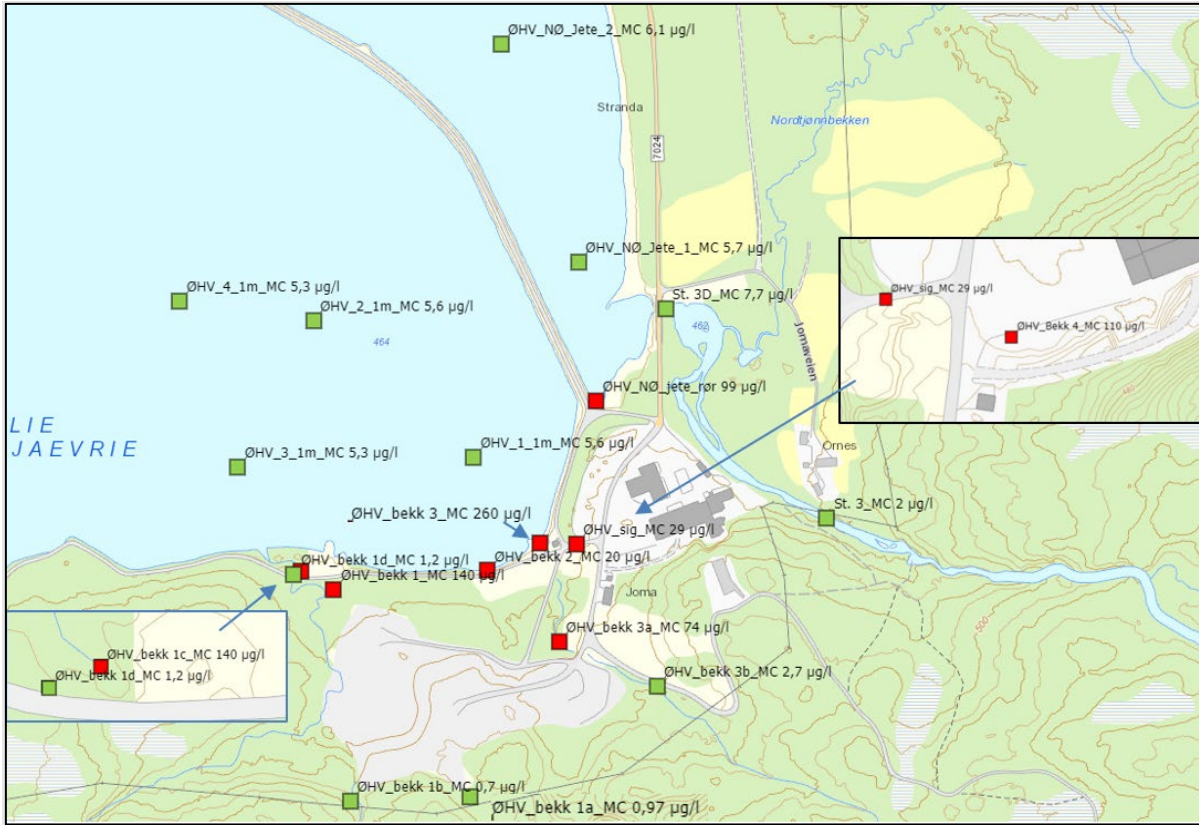 ØHV_NØ_Jete_2_MC 6,1 µg/l
Stranda
Nordtjønnbekken
7024
ØHV_NØ_Jete_1_MC 5,7 µg/l
ØHV_4_1m_MC 5,3 µg/l
ØHV_2_1m_MC 5,6 µg/l
St. 3D_MC 7,7 µg/l
462
464
Jomaveien
ØHV_sig_MC 29 µg/l
ØHV_Bekk 4_MC 110 µg/l
480
ØHV_NØ_jete_rør 99 µg/l
LIE
JAEVRIE
ØHV_3_1m_MC 5,3 µg/l
ØHV_1_1m_MC 5,6 µg/l
Ornes
ØHV_bekk 3_MC 260 µg/l
ØHV_sig_MC 29 µg/l
St. 3_MC 2 µg/l
ØHV_bekk 1d_MC 1,2 µg/l
ØHV_bekk 2_MC 20 µg/l
ØHV_bekk 1_MC 140 µg/l
Joma
500
ØHV_bekk 3a_MC 74 µg/l
ØHV_bekk 1c_MC 140 µg/l
ØHV_bekk 1d_MC 1,2 µg/l
ØHV_bekk 3b_MC 2,7 µg/l
ØHV_bekk 1b_MC 0,7 µg/l
ØHV_bekk 1a_MC 0,97 µg/l